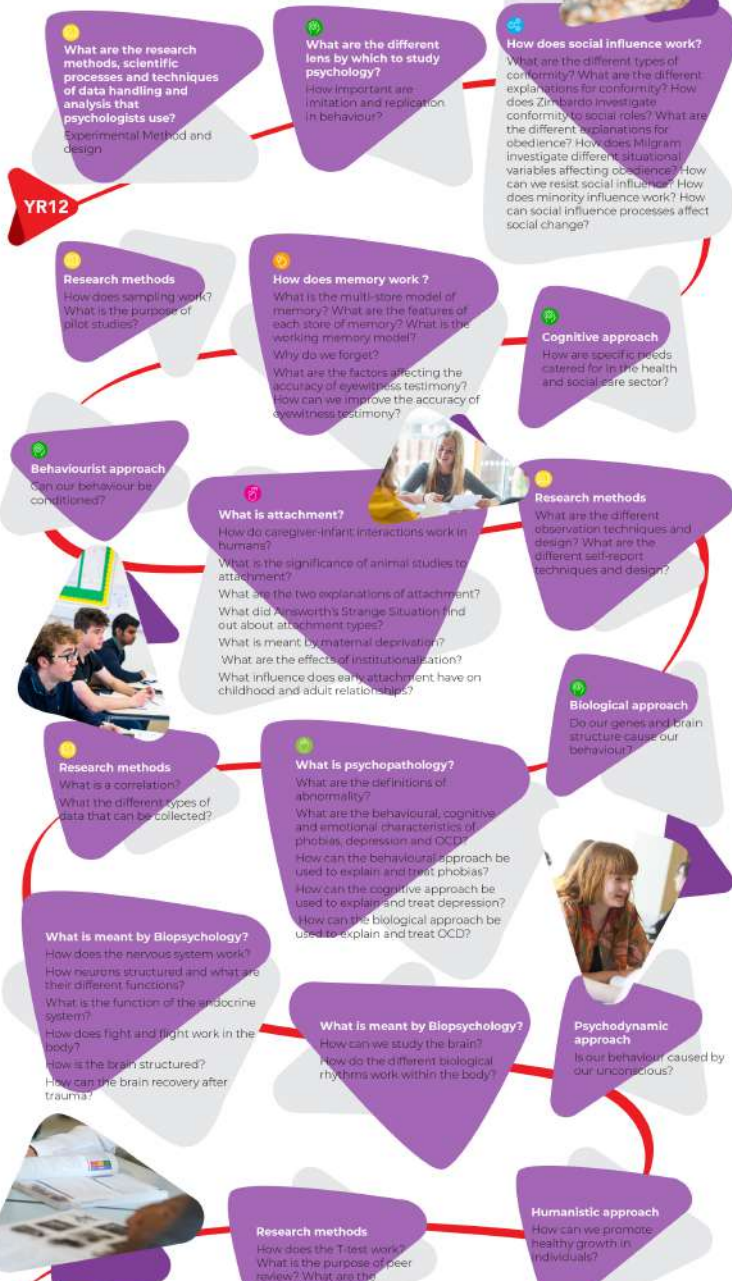 What are the research
methods, scientific
processes and techniques
of data handling and
analysis that
psychologists use?
Experimental Method and
design
What are the different
lens by which to study
psychology?
How important are
imitation and replication
in behaviour?
How does social influence work?
What are the different types of
conformity? What are the different
explanations for conformity? How
does Zimbardo investigate
conformity to social roles? What are
the different explanations for
obedience? How does Milgram
investigate different situational
variables affecting obedience? How
can we resist social influence? How
does minority influence work? How
can social influence processes affect
social change?
YR12
Research methods
How does sampling work?
What is the purpose of
pilot studies?
How does memory work ?
What is the multi-store model of
memory? What are the features of
each store of memory? What is the
working memory model?
Why do we forget?
What are the factors affecting the
accuracy of eyewitness testimony?
How can we improve the accuracy of
eyewitness testimony?
Cognitive approach
How are specific needs
catered for in the health
and social care sector?
Behaviourist approach
Can our behaviour be
conditioned?
What is attachment?
How do caregiver-infant interactions work in
humans?
What is the significance of animal studies to
attachment?
What are the two explanations of attachment?
What did Ainsworth's Strange Situation find
out about attachment types?
What is meant by maternal deprivation?
What are the effects of institutionalisation?
What influence does early attachment have on
childhood and adult relationships?
Research methods
What are the different
observation techniques and
design? What are the
different self-report
techniques and design?
Biological approach
Do our genes and brain
structure cause our
behaviour?
Research methods
What is a correlation?
What the different types of
data that can be collected?
What is psychopathology?
What are the definitions of
abnormality?
What are the behavioural, cognitive
and emotional characteristics of
phobias, depression and OCD?
How can the behavioural approach be
used to explain and treat phobias?
How can the cognitive approach be
used to explain and treat depression?
How can the biological approach be
used to explain and treat OCD?
What is meant by Biopsychology?
How does the nervous system work?
How neurons structured and what are
their different functions?
What is the function of the endocrine
system?
How does fight and flight work in the
body?
How is the brain structured?
How can the brain recovery after
trauma?
What is meant by Biopsychology?
How can we study the brain?
How do the different biological
rhythms work within the body?
Psychodynamic
approach
Is our behaviour caused by
our unconscious?
Humanistic approach
How can we promote
healthy growth in
individuals?
Research methods
How does the T-test work?
What is the purpose of peer
review? What are the